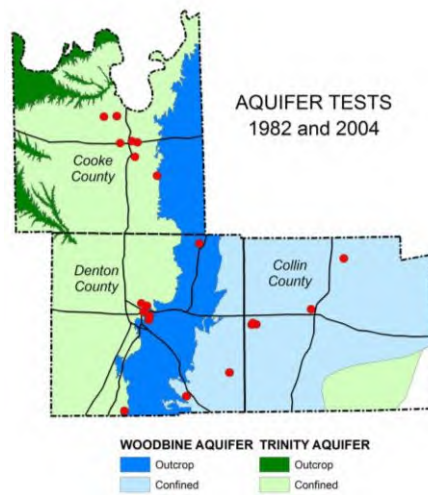 AQUIFER TESTS
1982 and 2004
Cooke
County
Denton
County
Collin
County
WOODBINE AQUIFER TRINITY AQUIFER
Outcrop Outcrop
Confined Confined